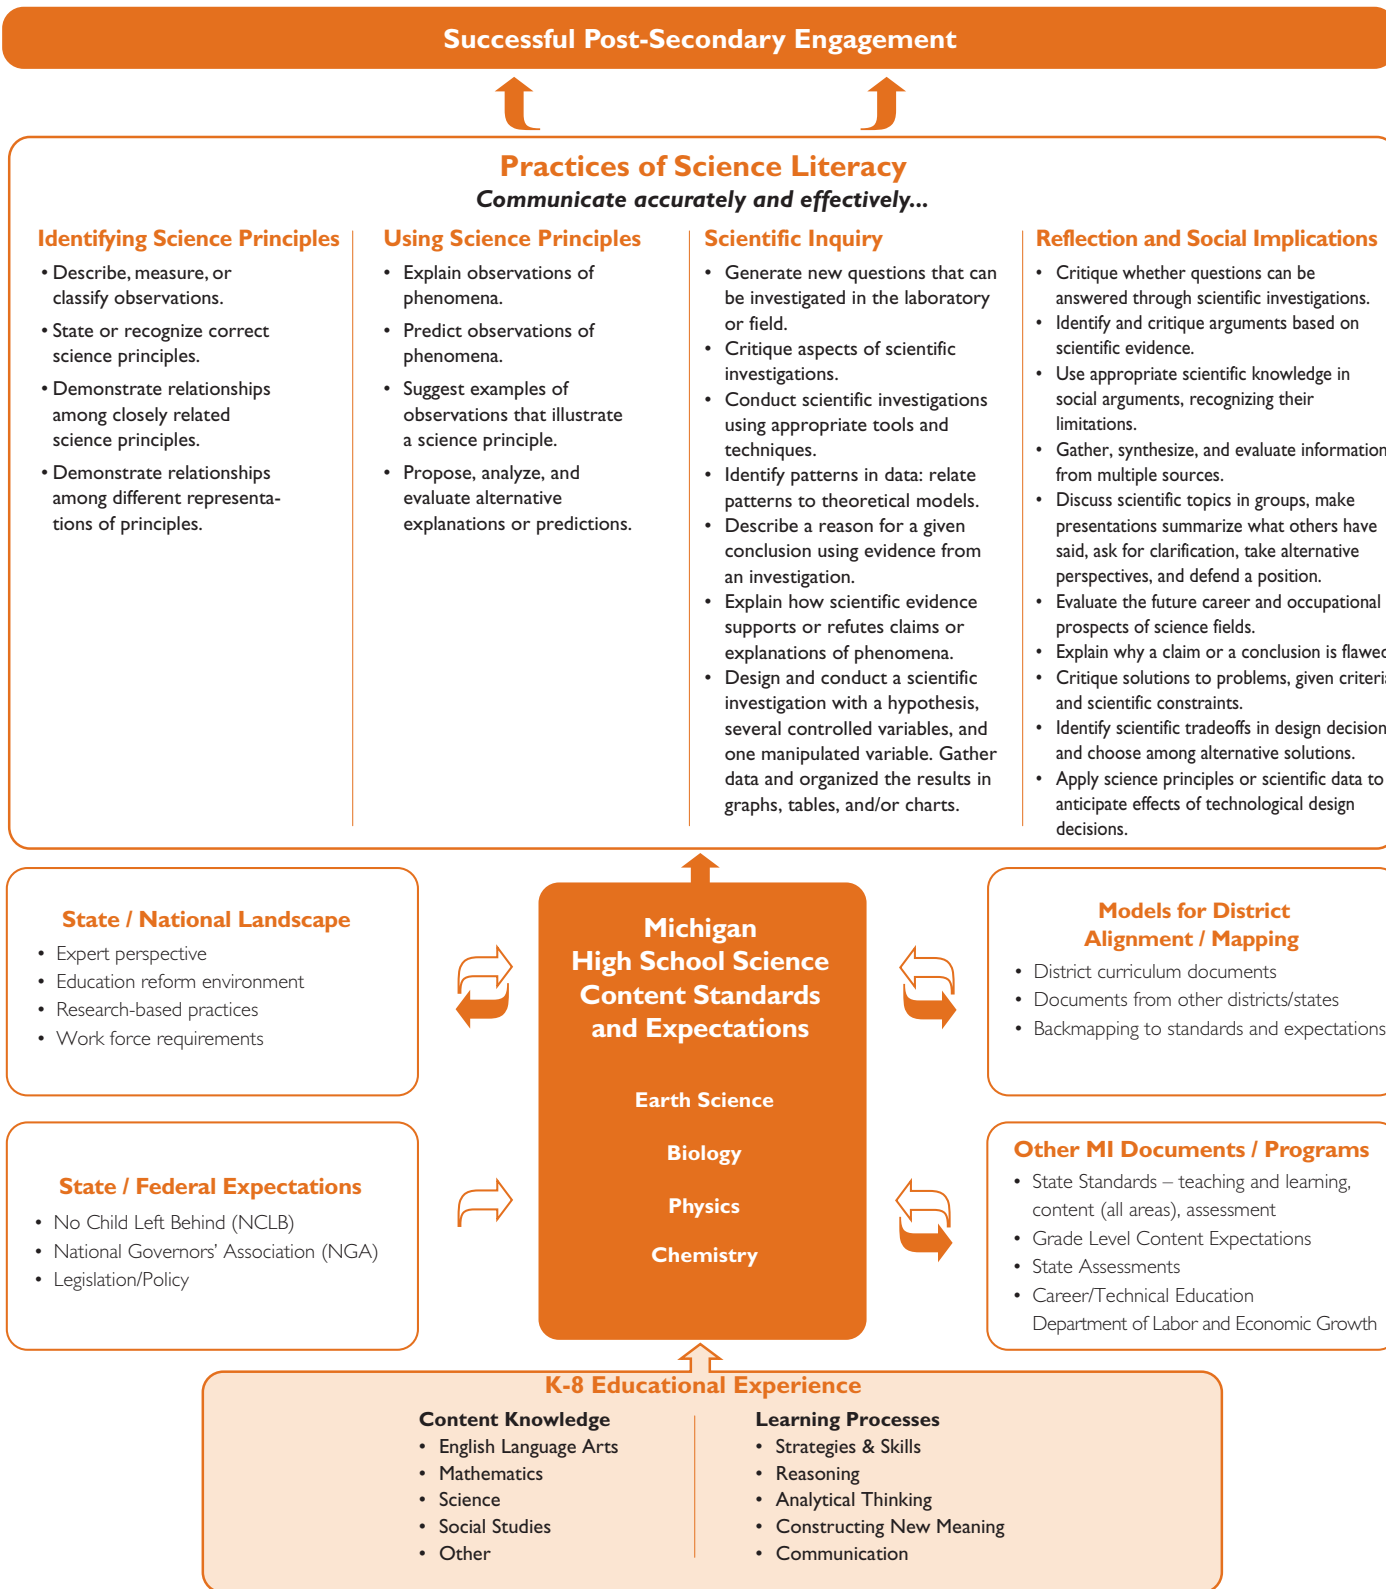 Successful Post-Secondary Engagement
Practices of Science Literacy
Communicate accurately and effectively...
Identifying Science Principles
• Describe, measure, or
classify observations.
• State or recognize correct
science principles.
• Demonstrate relationships
among closely related
science principles.
• Demonstrate relationships
among different representa-
tions of principles.
Using Science Principles
• Explain observations of
phenomena.
• Predict observations of
phenomena.
• Suggest examples of
observations that illustrate
a science principle.
• Propose, analyze, and
evaluate alternative
explanations or predictions.
Scientific Inquiry
• Generate new questions that can
be investigated in the laboratory
or field.
• Critique aspects of scientific
investigations.
• Conduct scientific investigations
using appropriate tools and
techniques.
• Identify patterns in data: relate
patterns to theoretical models.
• Describe a reason for a given
conclusion using evidence from
an investigation.
• Explain how scientific evidence
supports or refutes claims or
explanations of phenomena.
• Design and conduct a scientific
investigation with a hypothesis,
several controlled variables, and
one manipulated variable. Gather
data and organized the results in
graphs, tables, and/or charts.
Reflection and Social Implications
• Critique whether questions can be
answered through scientific investigations.
• Identify and critique arguments based on
scientific evidence.
• Use appropriate scientific knowledge in
social arguments, recognizing their
limitations.
• Gather, synthesize, and evaluate information
from multiple sources.
• Discuss scientific topics in groups, make
presentations summarize what others have
said, ask for clarification, take alternative
perspectives, and defend a position.
• Evaluate the future career and occupational
prospects of science fields.
• Explain why a claim or a conclusion is flawed
• Critique solutions to problems, given criteria
and scientific constraints.
• Identify scientific tradeoffs in design decision
and choose among alternative solutions.
• Apply science principles or scientific data to
anticipate effects of technological design
decisions.
State / National Landscape
• Expert perspective
• Education reform environment
• Research-based practices
• Work force requirements
State / Federal Expectations
• No Child Left Behind (NCLB)
• National Governors' Association (NGA)
• Legislation/Policy
Michigan
High School Science
Content Standards
and Expectations
Earth Science
Biology
Physics
Chemistry
Models for District
Alignment / Mapping
• District curriculum documents
• Documents from other districts/states
• Backmapping to standards and expectations
Other MI Documents / Programs
• State Standards – teaching and learning,
content (all areas), assessment
• Grade Level Content Expectations
• State Assessments
• Career/Technical Education
Department of Labor and Economic Growth
K-8 Educational Experience
Content Knowledge
• English Language Arts
• Mathematics
• Science
• Social Studies
• Other
Learning Processes
• Strategies & Skills
• Reasoning
• Analytical Thinking
• Constructing New Meaning
• Communication